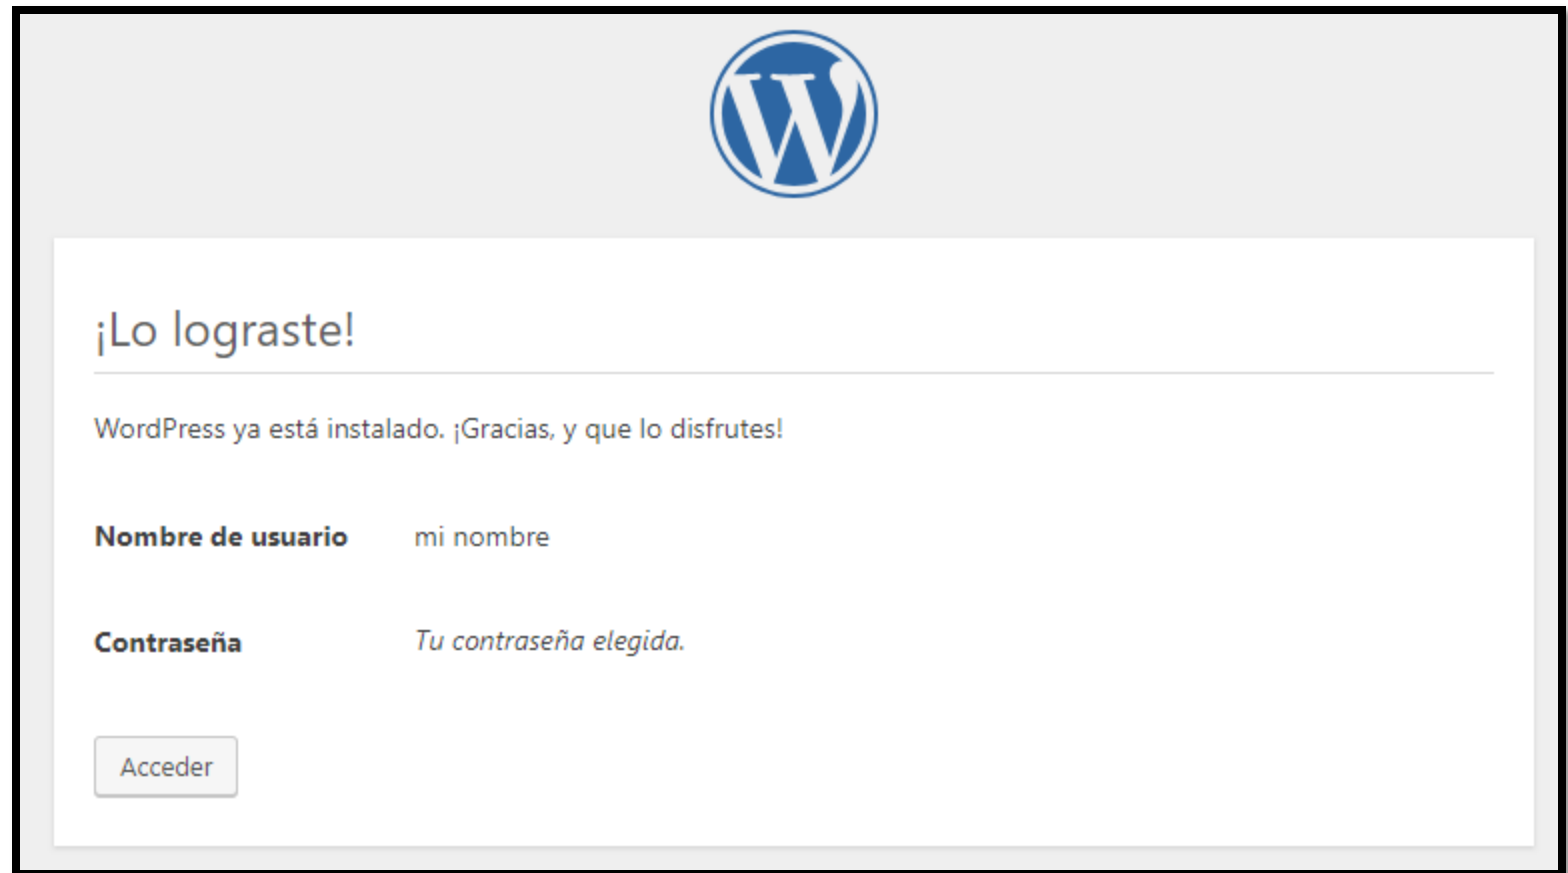 ¡Lo lograste!
WordPress ya está instalado. ¡Gracias, y que lo disfrutes!
Nombre de usuario mi nombre
Contraseña Tu contraseña elegida.
Acceder